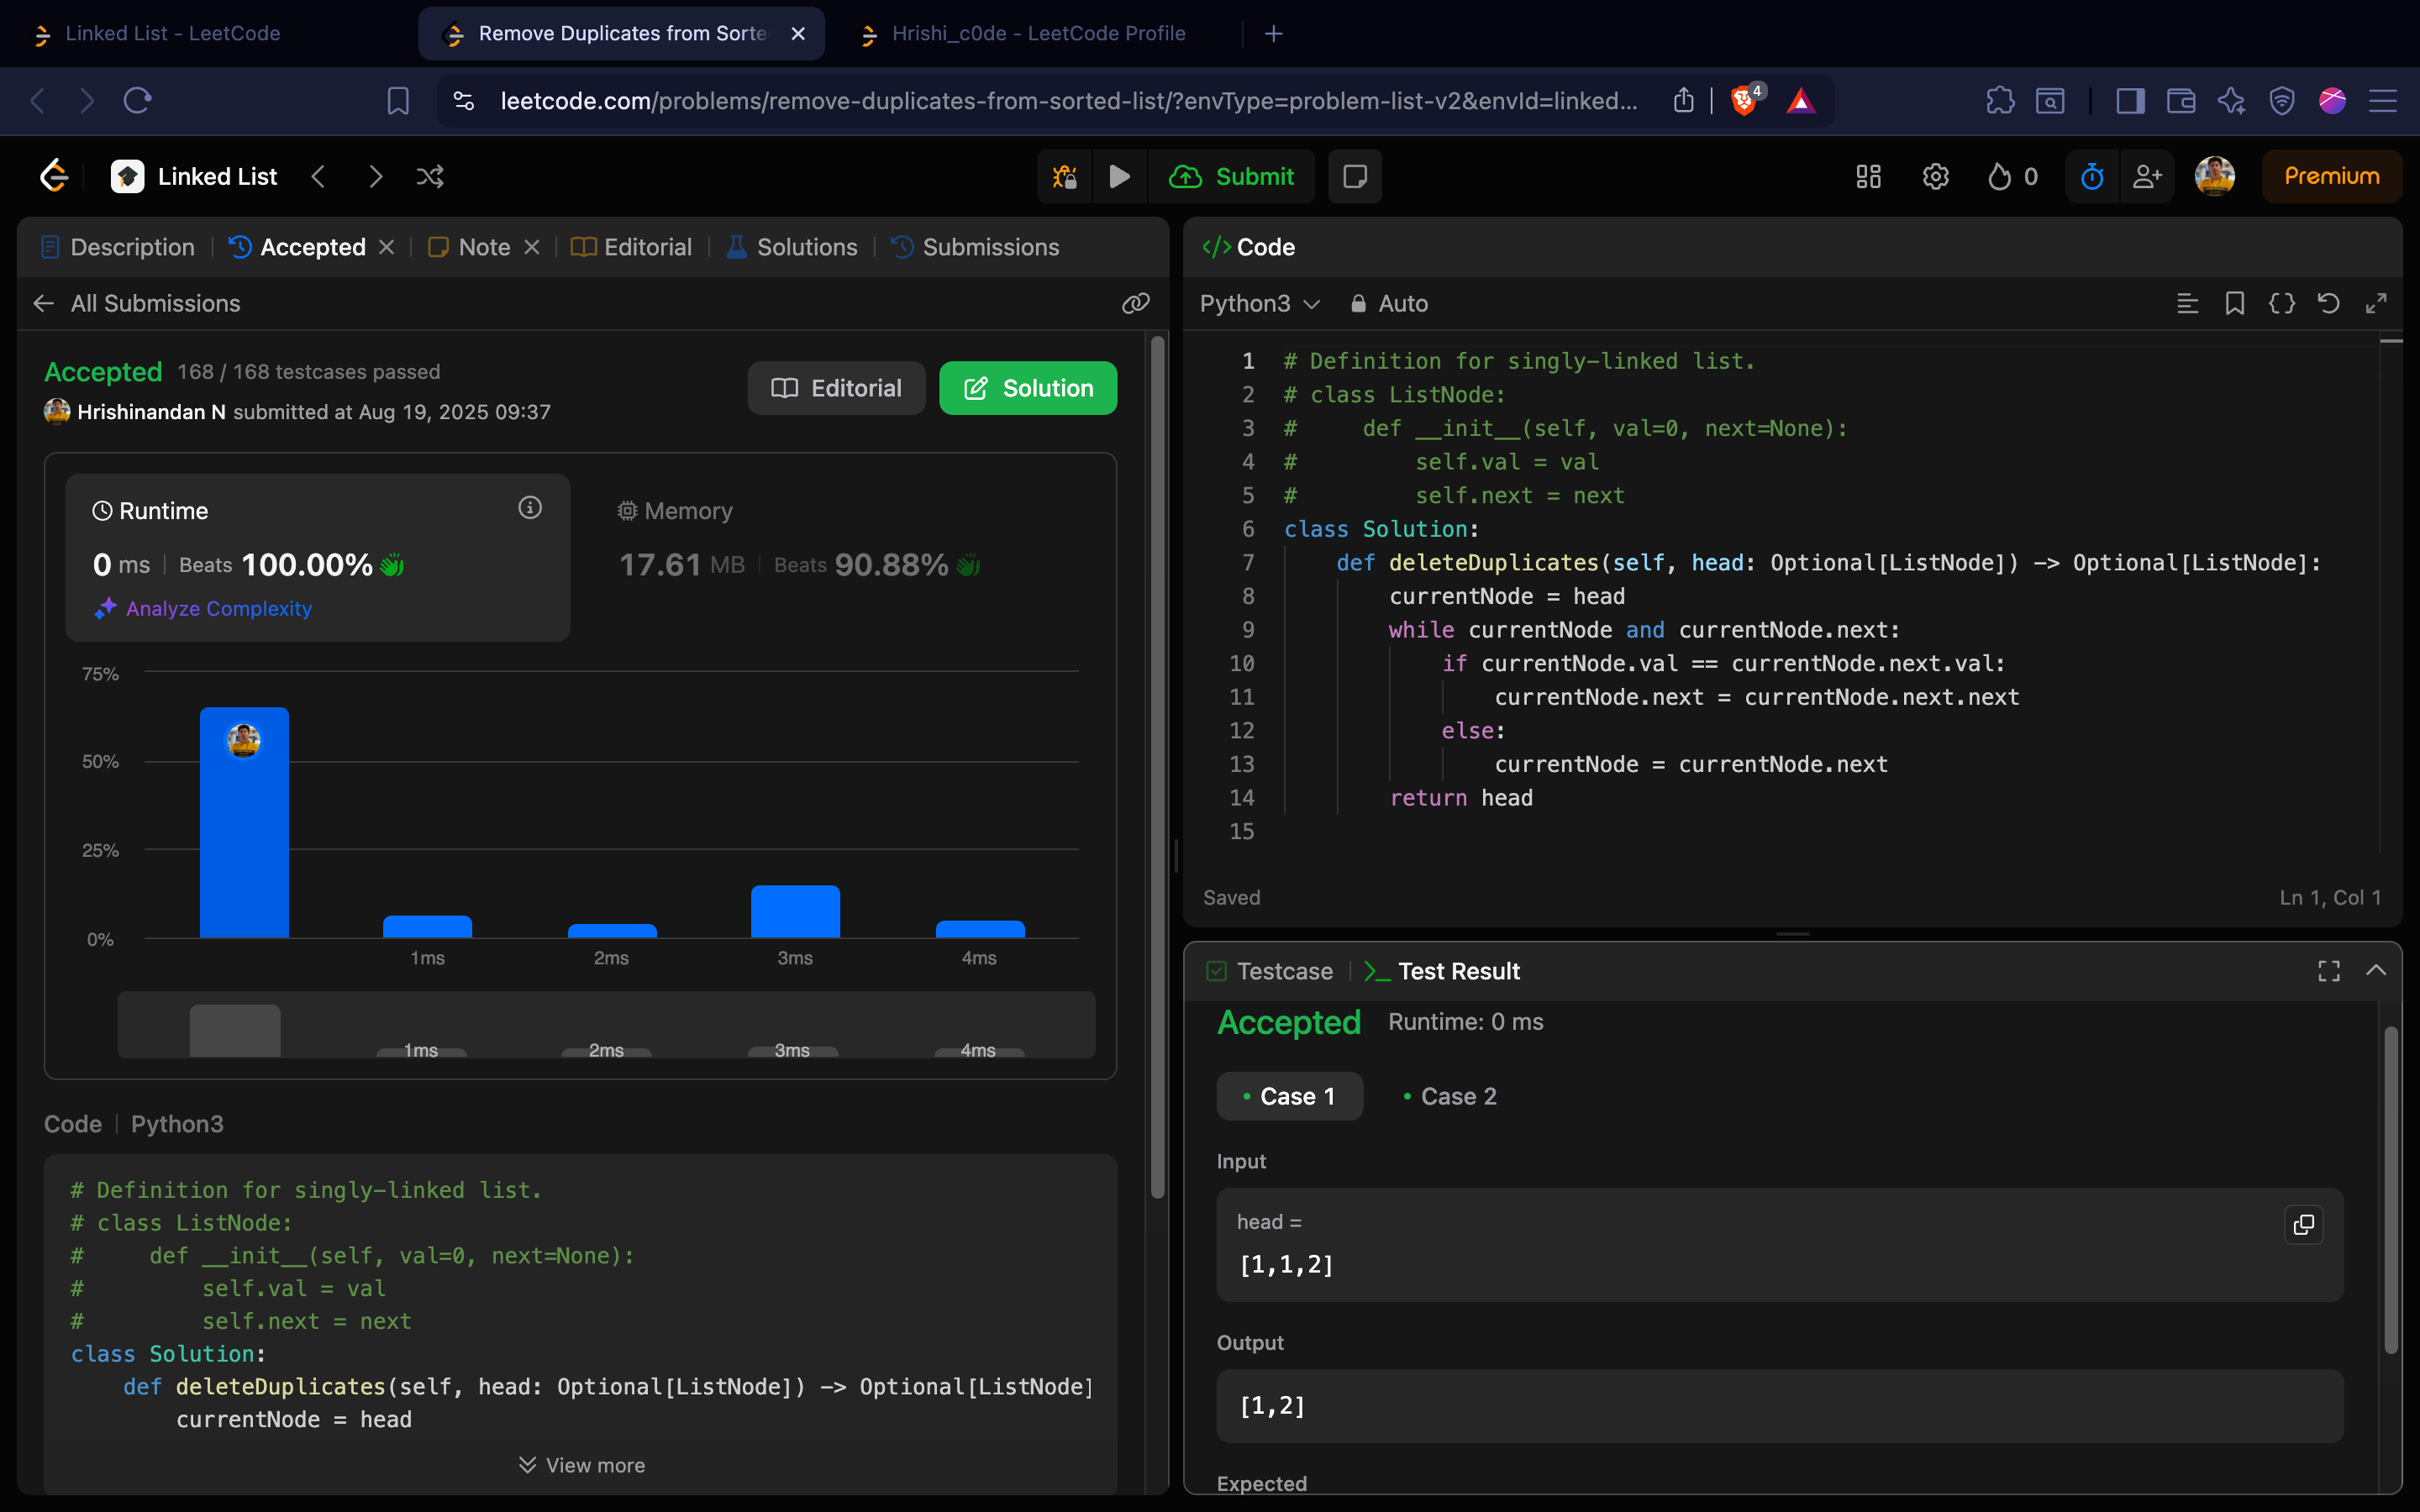 Linked List - LeetCode
Remove Duplicates from Sorte
Hrishi_c0de - LeetCode Profile
leetcode.com/problems/remove-duplicates-from-sorted-list/?envType=problem-list-v2&envId=linked...
4
Linked List
Submit
0
Premium
Description
Accepted
Note
Editorial
Solutions
Submissions
All Submissions
Accepted 168 / 168 testcases passed
Hrishinandan N submitted at Aug 19, 2025 09:37
Editorial
Solution
Runtime
0 ms Beats 100.00%
Analyze Complexity
Memory
17.61 MB Beats 90.88%
75%
50%
25%
0%
1ms 2ms 3ms 4ms
1ms 2ms 3ms 4ms
Code Python3
# Definition for singly-linked list.
# class ListNode:
#     def __init__(self, val=0, next=None):
#         self.val = val
#         self.next = next
class Solution:
    def deleteDuplicates(self, head: Optional[ListNode]) -> Optional[ListNode]
        currentNode = head
View more
</> Code
Python3 Auto
1 # Definition for singly-linked list.
2 # class ListNode:
3 #     def __init__(self, val=0, next=None):
4 #         self.val = val
5 #         self.next = next
6 class Solution:
7     def deleteDuplicates(self, head: Optional[ListNode]) -> Optional[ListNode]:
8         currentNode = head
9         while currentNode and currentNode.next:
10             if currentNode.val == currentNode.next.val:
11                 currentNode.next = currentNode.next.next
12             else:
13                 currentNode = currentNode.next
14         return head
15
Saved
Ln 1, Col 1
Testcase
Test Result
Accepted Runtime: 0 ms
Case 1
Case 2
Input
head =
[1,1,2]
Output
[1,2]
Expected